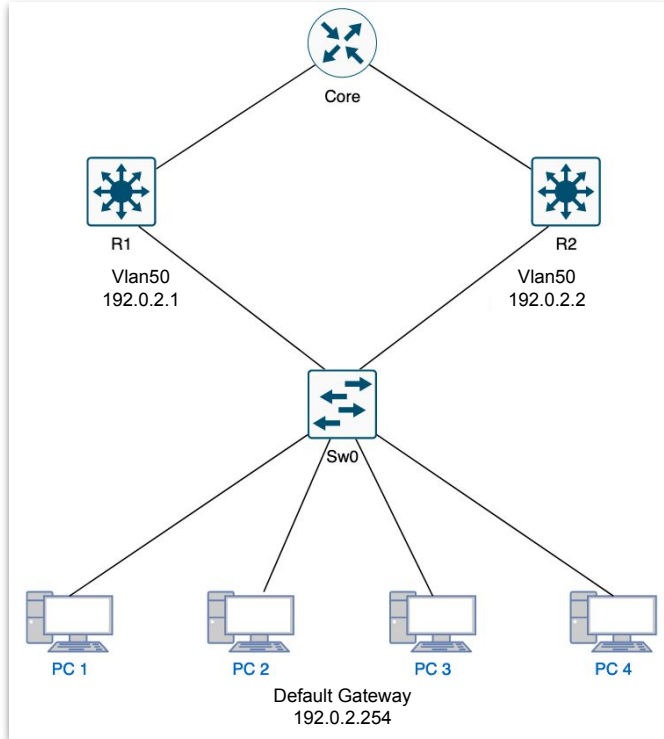 Core
R1
R2
Vlan50
192.0.2.1
Vlan50
192.0.2.2
Sw0
PC 1
PC 2
PC 3
PC 4
Default Gateway
192.0.2.254